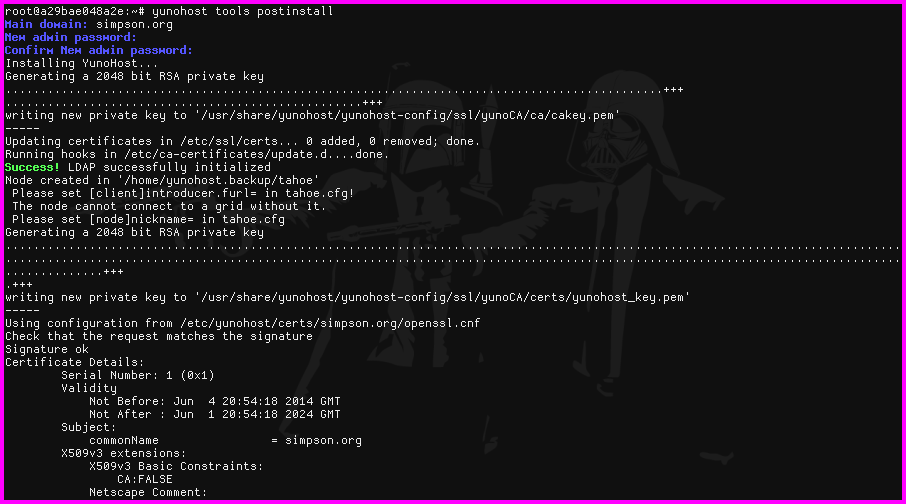 root@a29bae048a2e:~# yunohost tools postinstall
Main domain: simpson.org
New admin password:
Confirm New admin password:
Installing YunoHost...
Generating a 2048 bit RSA private key
..............................................................................................+++
...................................................+++
writing new private key to '/usr/share/yunohost/yunohost-config/ssl/yunoCA/ca/cakey.pem'
-----
Updating certificates in /etc/ssl/certs... 0 added, 0 removed; done.
Running hooks in /etc/ca-certificates/update.d....done.
Success! LDAP successfully initialized
Node created in '/home/yunohost.backup/tahoe'
 Please set [client]introducer.furl= in tahoe.cfg!
 The node cannot connect to a grid without it.
 Please set [node]nickname= in tahoe.cfg
Generating a 2048 bit RSA private key
................................................................................................................................
................................................................................................................................
..............+++
.+++
writing new private key to '/usr/share/yunohost/yunohost-config/ssl/yunoCA/certs/yunohost_key.pem'
-----
Using configuration from /etc/yunohost/certs/simpson.org/openssl.cnf
Check that the request matches the signature
Signature ok
Certificate Details:
        Serial Number: 1 (0x1)
        Validity
            Not Before: Jun  4 20:54:18 2014 GMT
            Not After : Jun  1 20:54:18 2024 GMT
        Subject:
            commonName                = simpson.org
        X509v3 extensions:
            X509v3 Basic Constraints:
                CA:FALSE
            Netscape Comment: